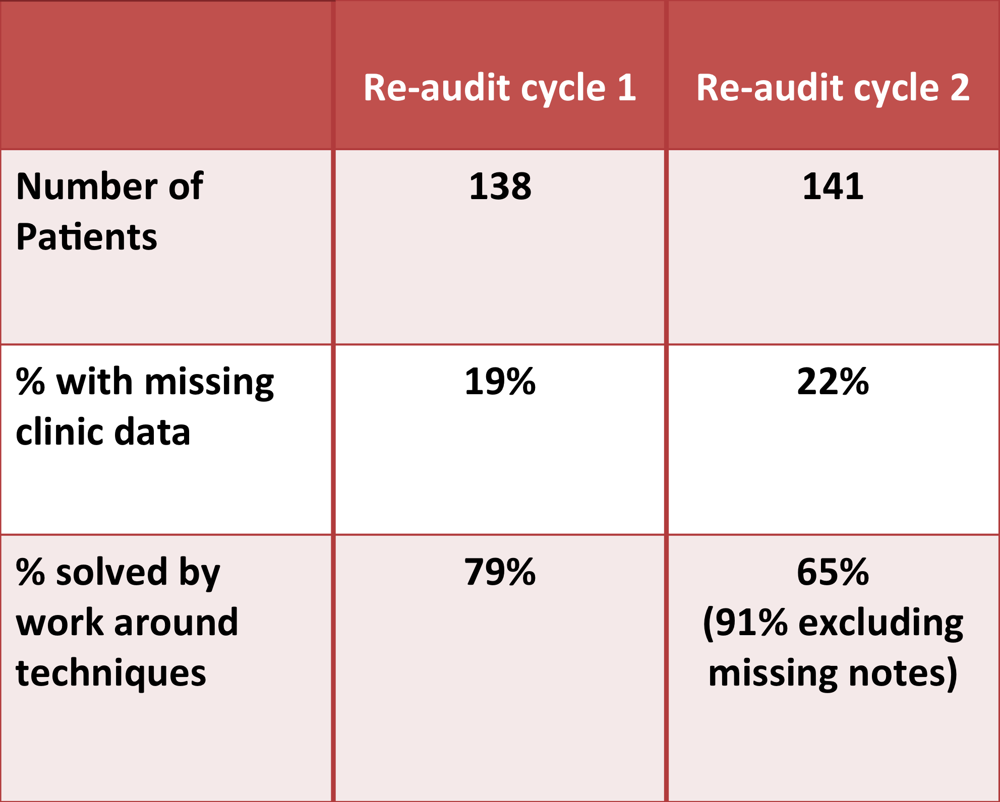 Re-audit cycle 1 Re-audit cycle 2
Number of 138 141
Patients
% with missing 19% 22%
clinic data
% solved by 79% 65%
work around (91% excluding
techniques missing notes)